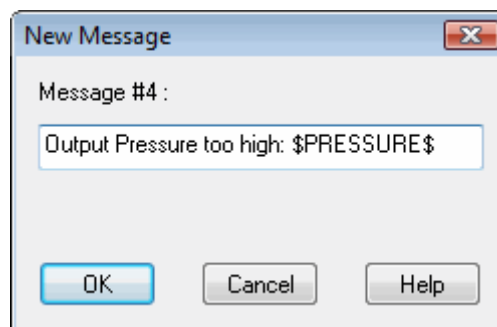 New Message
Message #4 :
Output Pressure too high: $PRESSURE$
OK Cancel Help